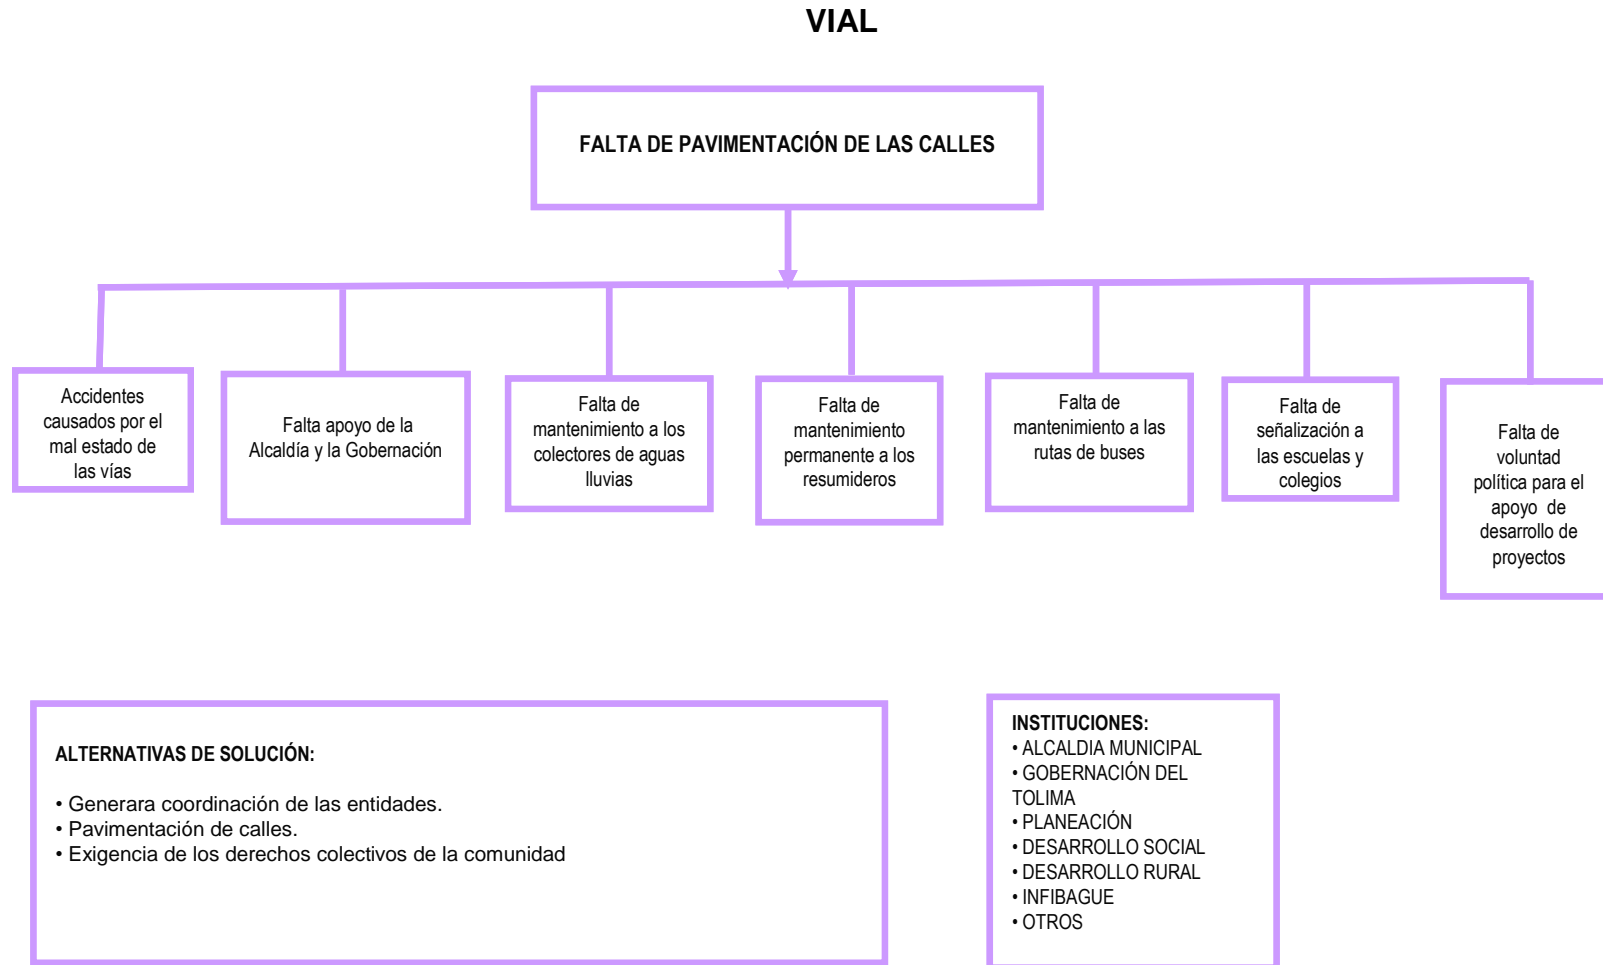 VIAL
FALTA DE PAVIMENTACIÓN DE LAS CALLES
Accidentes
causados por el
mal estado de
las vías
Falta apoyo de la
Alcaldía y la Gobernación
Falta de
mantenimiento a los
colectores de aguas
lluvias
Falta de
mantenimiento
permanente a los
resumideros
Falta de
mantenimiento a las
rutas de buses
Falta de
señalización a
las escuelas y
colegios
Falta de
voluntad
política para el
apoyo  de
desarrollo de
proyectos
ALTERNATIVAS DE SOLUCIÓN:
• Generara coordinación de las entidades.
• Pavimentación de calles.
• Exigencia de los derechos colectivos de la comunidad
INSTITUCIONES:
• ALCALDIA MUNICIPAL
• GOBERNACIÓN DEL
TOLIMA
• PLANEACIÓN
• DESARROLLO SOCIAL
• DESARROLLO RURAL
• INFIBAGUE
• OTROS